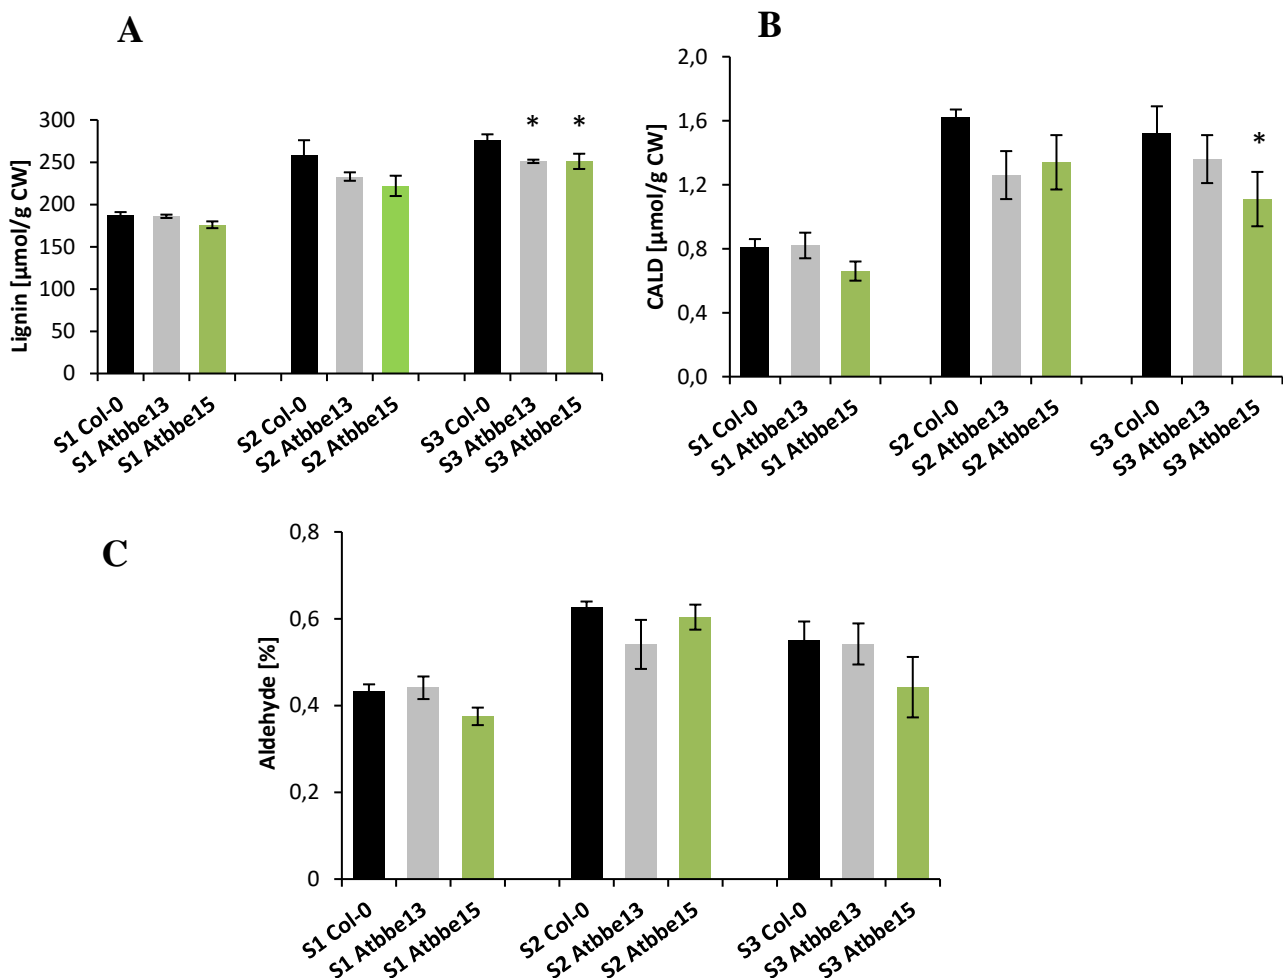 A
Lignin [µmol/g CW]
300
250
200
150
100
50
0
* *
S1 Col-0
S1 Atbbe13
S1 Atbbe15
S2 Col-0
S2 Atbbe13
S2 Atbbe15
S3 Col-0
S3 Atbbe13
S3 Atbbe15
B
CALD [µmol/g CW]
2,0
1,6
1,2
0,8
0,4
0,0
*
S1 Col-0
S1 Atbbe13
S1 Atbbe15
S2 Col-0
S2 Atbbe13
S2 Atbbe15
S3 Col-0
S3 Atbbe13
S3 Atbbe15
C
Aldehyde [%]
0,8
0,6
0,4
0,2
0
S1 Col-0
S1 Atbbe13
S1 Atbbe15
S2 Col-0
S2 Atbbe13
S2 Atbbe15
S3 Col-0
S3 Atbbe13
S3 Atbbe15